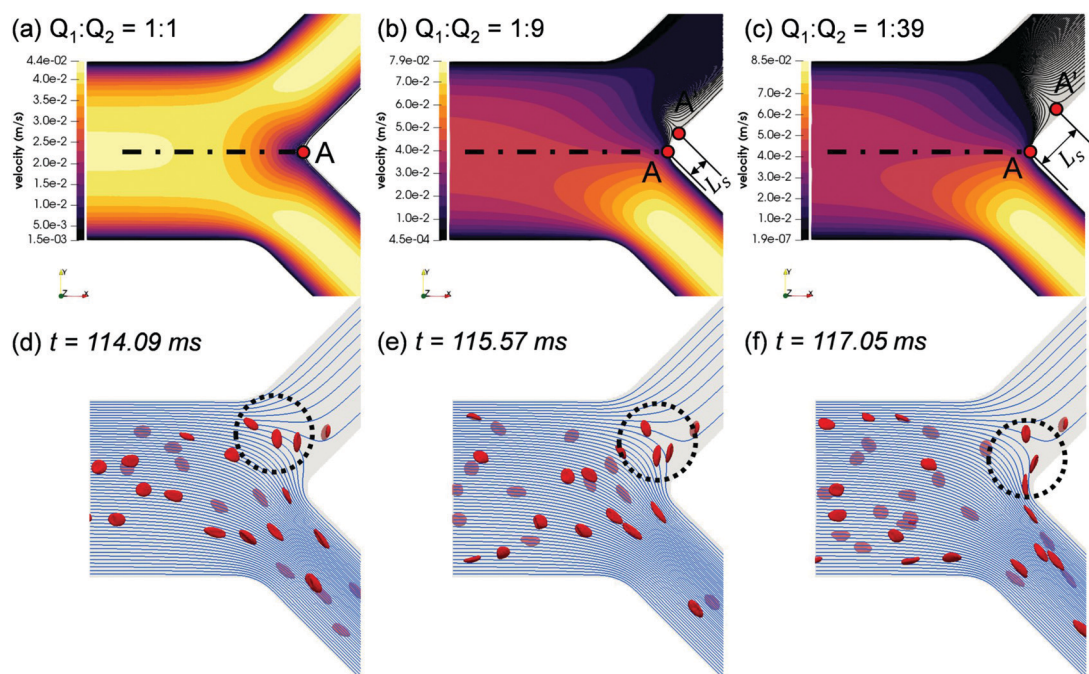 (a) Q₁:Q₂ = 1:1
(b) Q₁:Q₂ = 1:9
(c) Q₁:Q₂ = 1:39
velocity (m/s)
4.4e-02
4.0e-2
3.5e-2
3.0e-2
2.5e-2
2.0e-2
1.5e-2
1.0e-2
5.0e-3
1.5e-03
A
Y
Z
X
velocity (m/s)
7.9e-02
7.0e-2
6.0e-2
5.0e-2
4.0e-2
3.0e-2
2.0e-2
1.0e-2
4.5e-04
A'
A
Ls
Y
Z
X
velocity (m/s)
8.5e-02
7.0e-2
6.0e-2
5.0e-2
4.0e-2
3.0e-2
2.0e-2
1.0e-2
1.9e-07
A'
A
Ls
Y
Z
X
(d) t = 114.09 ms
(e) t = 115.57 ms
(f) t = 117.05 ms